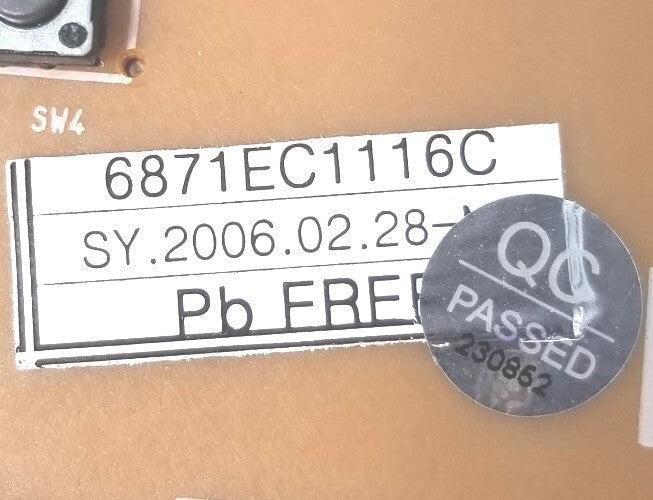 SW4
6871EC1116C
SY.2006.02.28-
Pb FREE
QC
PASSED
230862